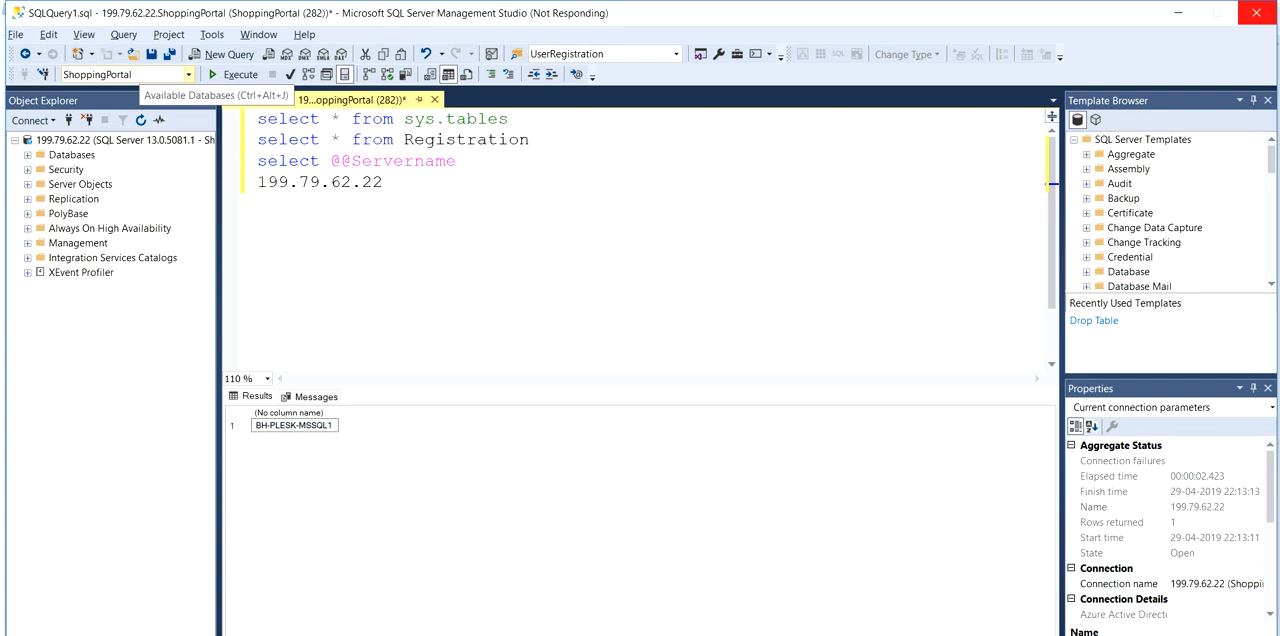 SQLQuery1.sql - 199.79.62.22.ShoppingPortal (ShoppingPortal (282))* - Microsoft SQL Server Management Studio (Not Responding)
File Edit View Query Project Tools Window Help
New Query MDX DMX XMLA DAX UserRegistration SQL Change Type
ShoppingPortal Execute
Available Databases (Ctrl+Alt+J)
Object Explorer
19...oppingPortal (282))*
Connect
199.79.62.22 (SQL Server 13.0.5081.1 - Sh
Databases
Security
Server Objects
Replication
PolyBase
Always On High Availability
Management
Integration Services Catalogs
XEvent Profiler
select * from sys.tables
select * from Registration
select @@Servername
199.79.62.22
110 %
Results Messages
(No column name)
1 BH-PLESK-MSSQL1
Template Browser
SQL Server Templates
Aggregate
Assembly
Audit
Backup
Certificate
Change Data Capture
Change Tracking
Credential
Database
Database Mail
Recently Used Templates
Drop Table
Properties
Current connection parameters
Aggregate Status
Connection failures
Elapsed time 00:00:02.423
Finish time 29-04-2019 22:13:13
Name 199.79.62.22
Rows returned 1
Start time 29-04-2019 22:13:11
State Open
Connection
Connection name 199.79.62.22 (Shoppi
Connection Details
Azure Active Direct
Name